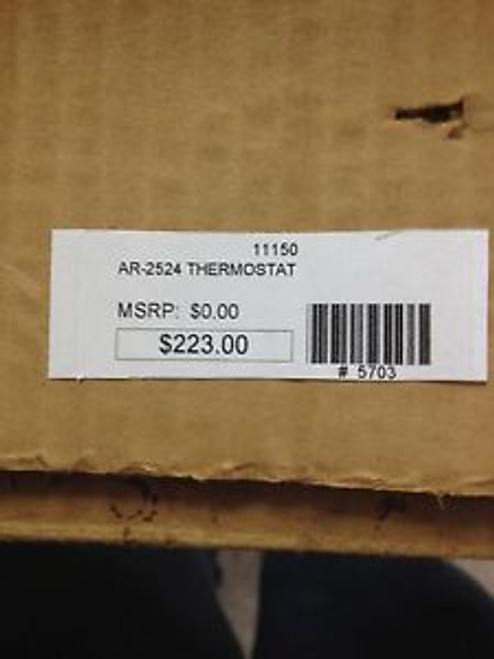 11150
AR-2524 THERMOSTAT
MSRP: $0.00
$223.00
# 5703